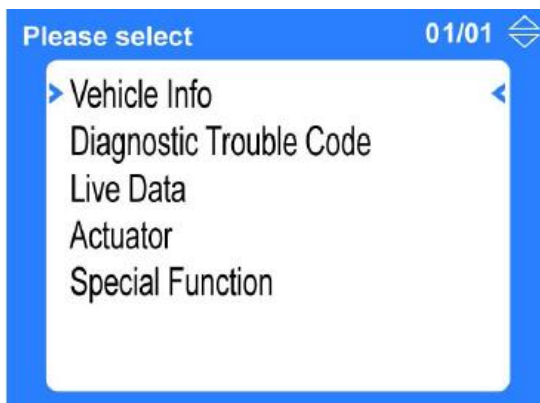 Please select 01/01
> Vehicle Info <
Diagnostic Trouble Code
Live Data
Actuator
Special Function